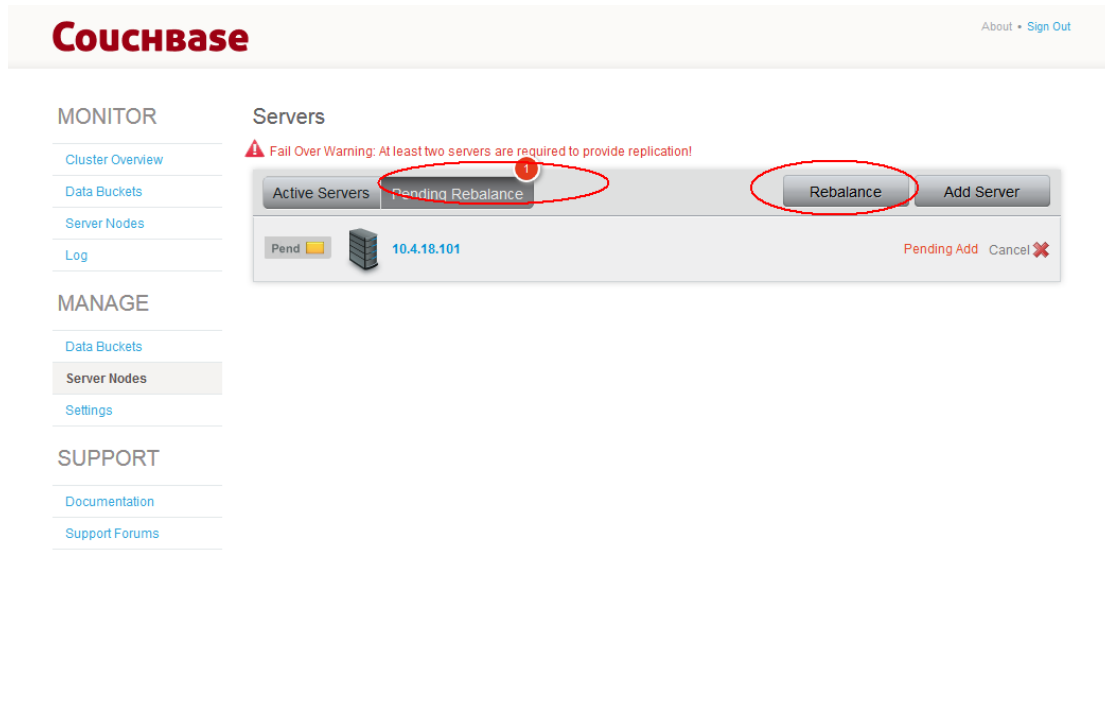 COUCHBASE
About • Sign Out
MONITOR
Cluster Overview
Data Buckets
Server Nodes
Log
MANAGE
Data Buckets
Server Nodes
Settings
SUPPORT
Documentation
Support Forums
Servers
Fail Over Warning: At least two servers are required to provide replication!
1
Active Servers Pending Rebalance Rebalance Add Server
Pend 10.4.18.101 Pending Add Cancel